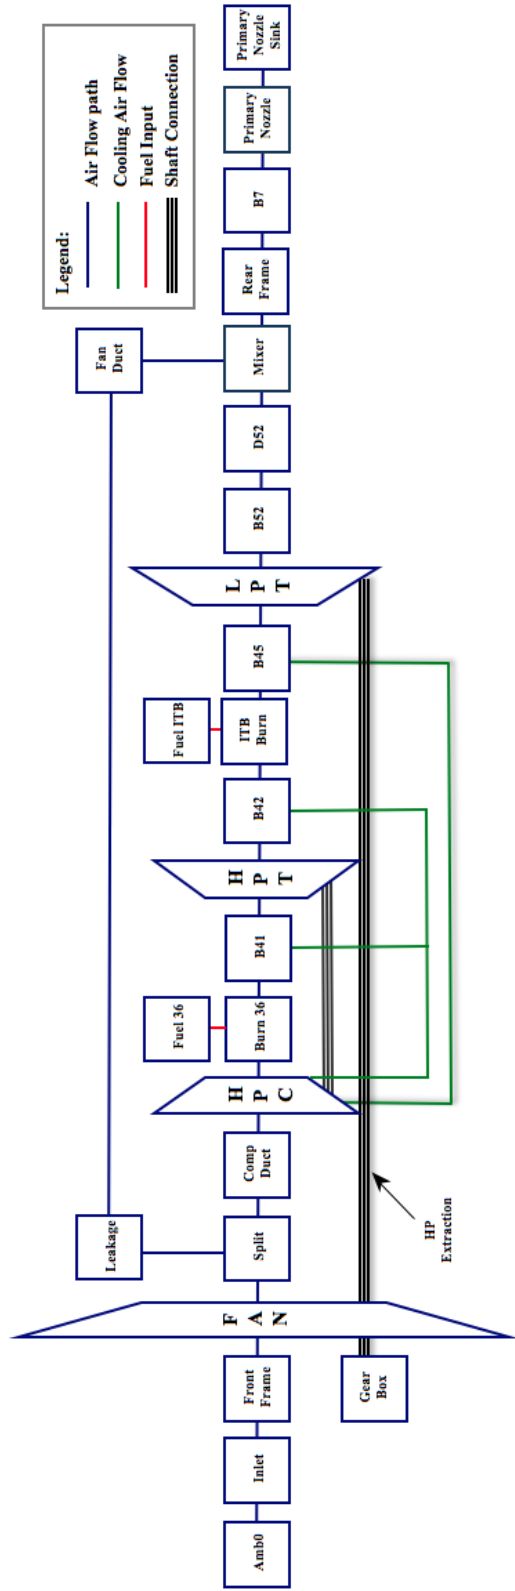 Legend:
Air Flow path
Cooling Air Flow
Fuel Input
Shaft Connection
Fan
Duct
Leakage
Fuel 36
Fuel ITB
Amb0
Inlet
Front
Frame
F
A
N
Split
Comp
Duct
H
P
C
Burn 36
B41
H
P
T
B42
ITB
Burn
B45
L
P
T
B52
D52
Mixer
Rear
Frame
B7
Primary
Nozzle
Primary
Nozzle
Sink
Gear
Box
HP
Extraction